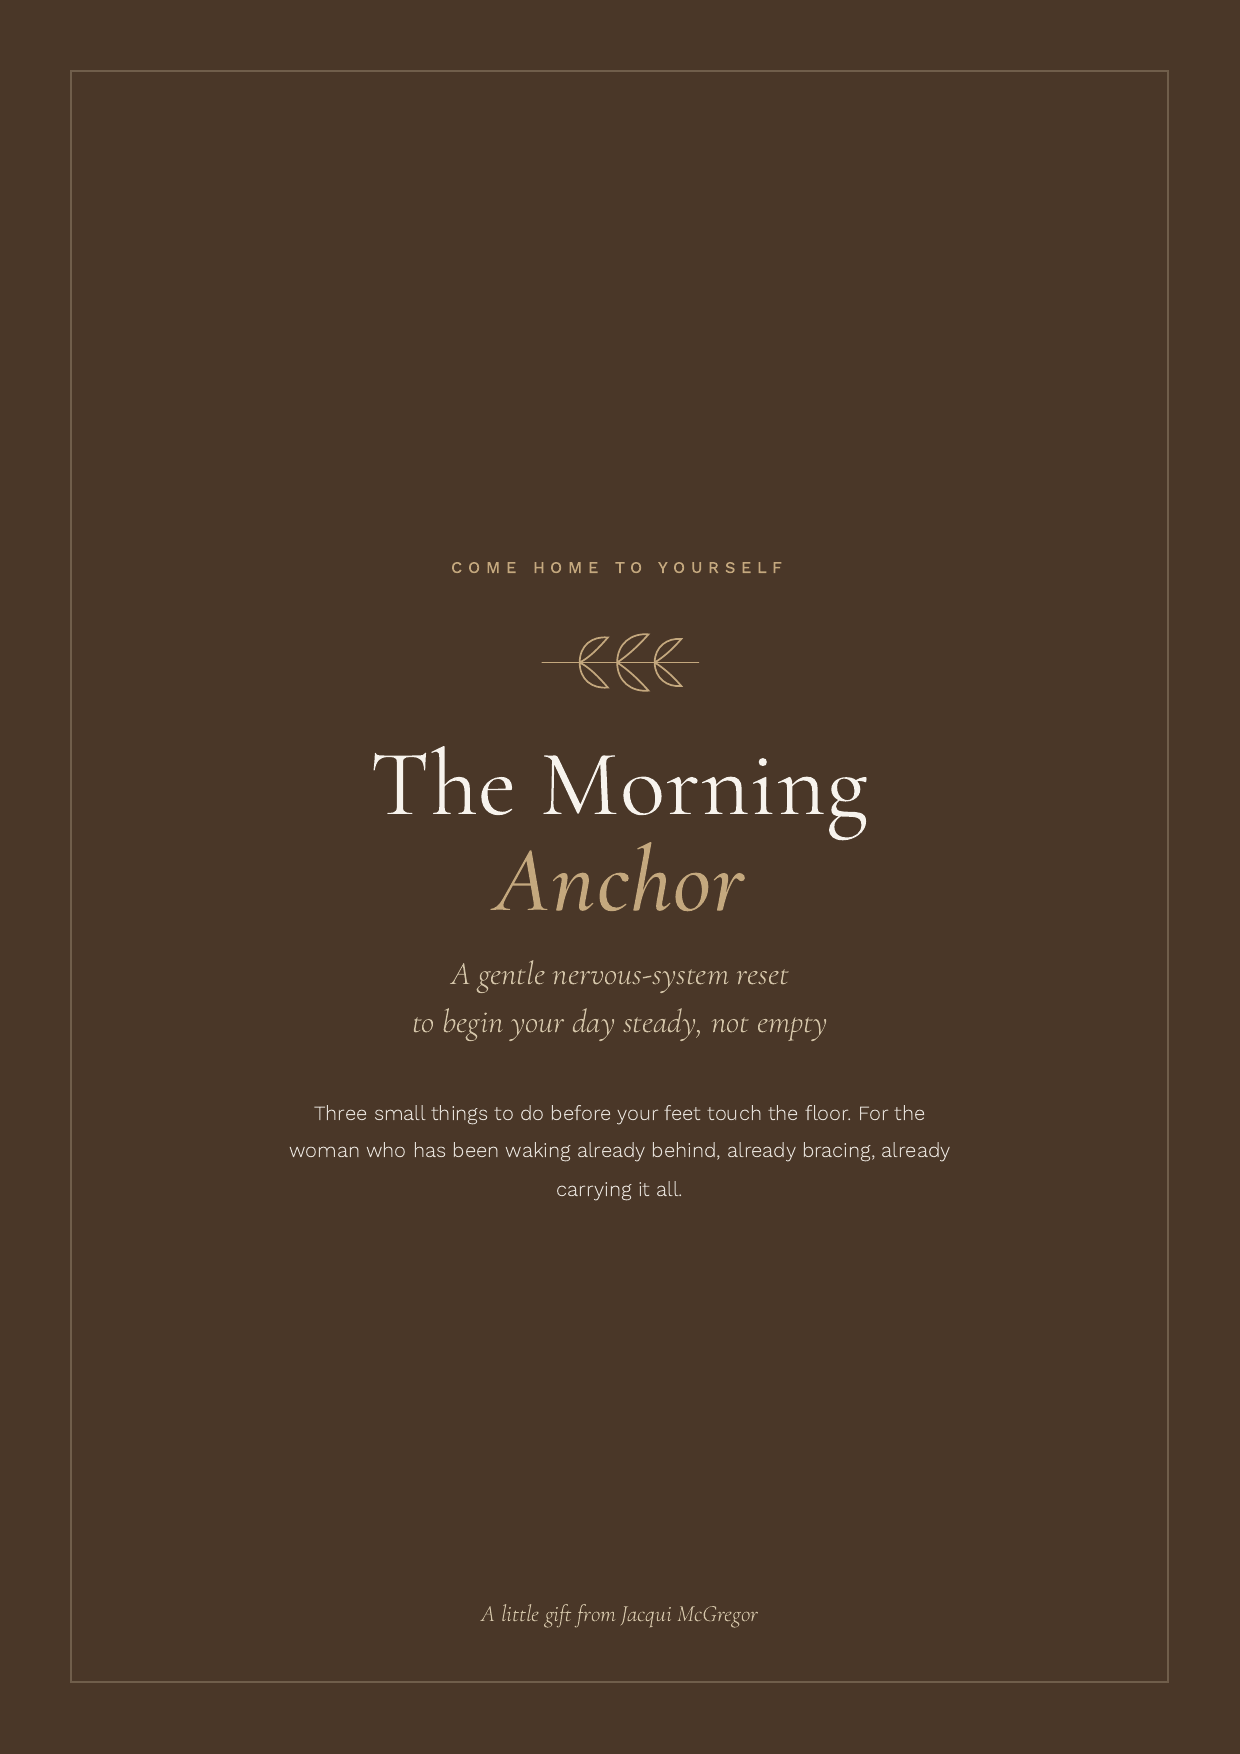 COME HOME TO YOURSELF
The Morning
Anchor
A gentle nervous-system reset
to begin your day steady, not empty
Three small things to do before your feet touch the floor. For the
woman who has been waking already behind, already bracing, already
carrying it all.
A little gift from Jacqui McGregor